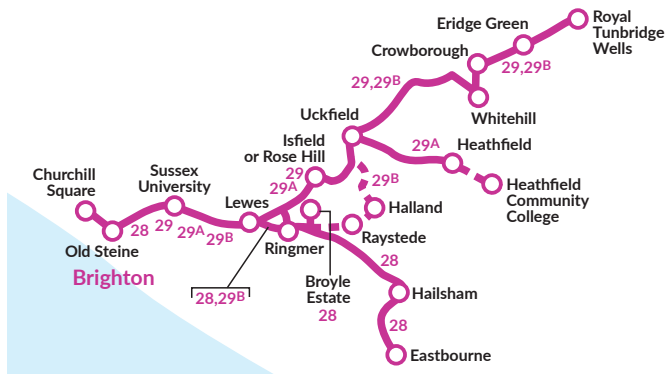 Royal
Tunbridge
Wells
Eridge Green
Crowborough
29,29B
29,29B
Whitehill
Uckfield
29A
Heathfield
Heathfield
Community
College
Isfield
or Rose Hill
29
29A
29B
Halland
Raystede
Churchill
Square
Sussex
University
Lewes
28
29
29A
29B
Old Steine
Brighton
Ringmer
28,29B
Broyle
Estate
28
28
Hailsham
28
Eastbourne